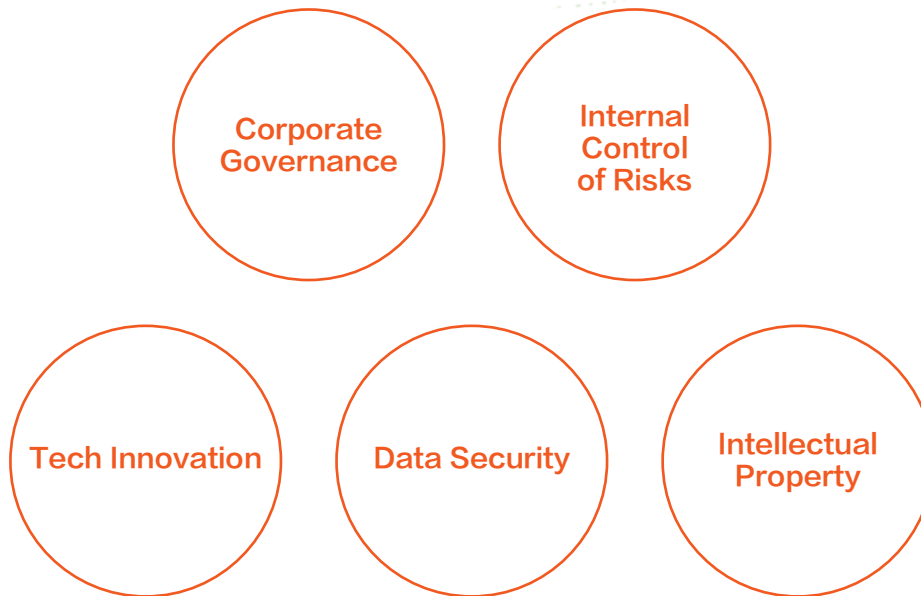 Corporate
Governance
Internal
Control
of Risks
Tech Innovation
Data Security
Intellectual
Property